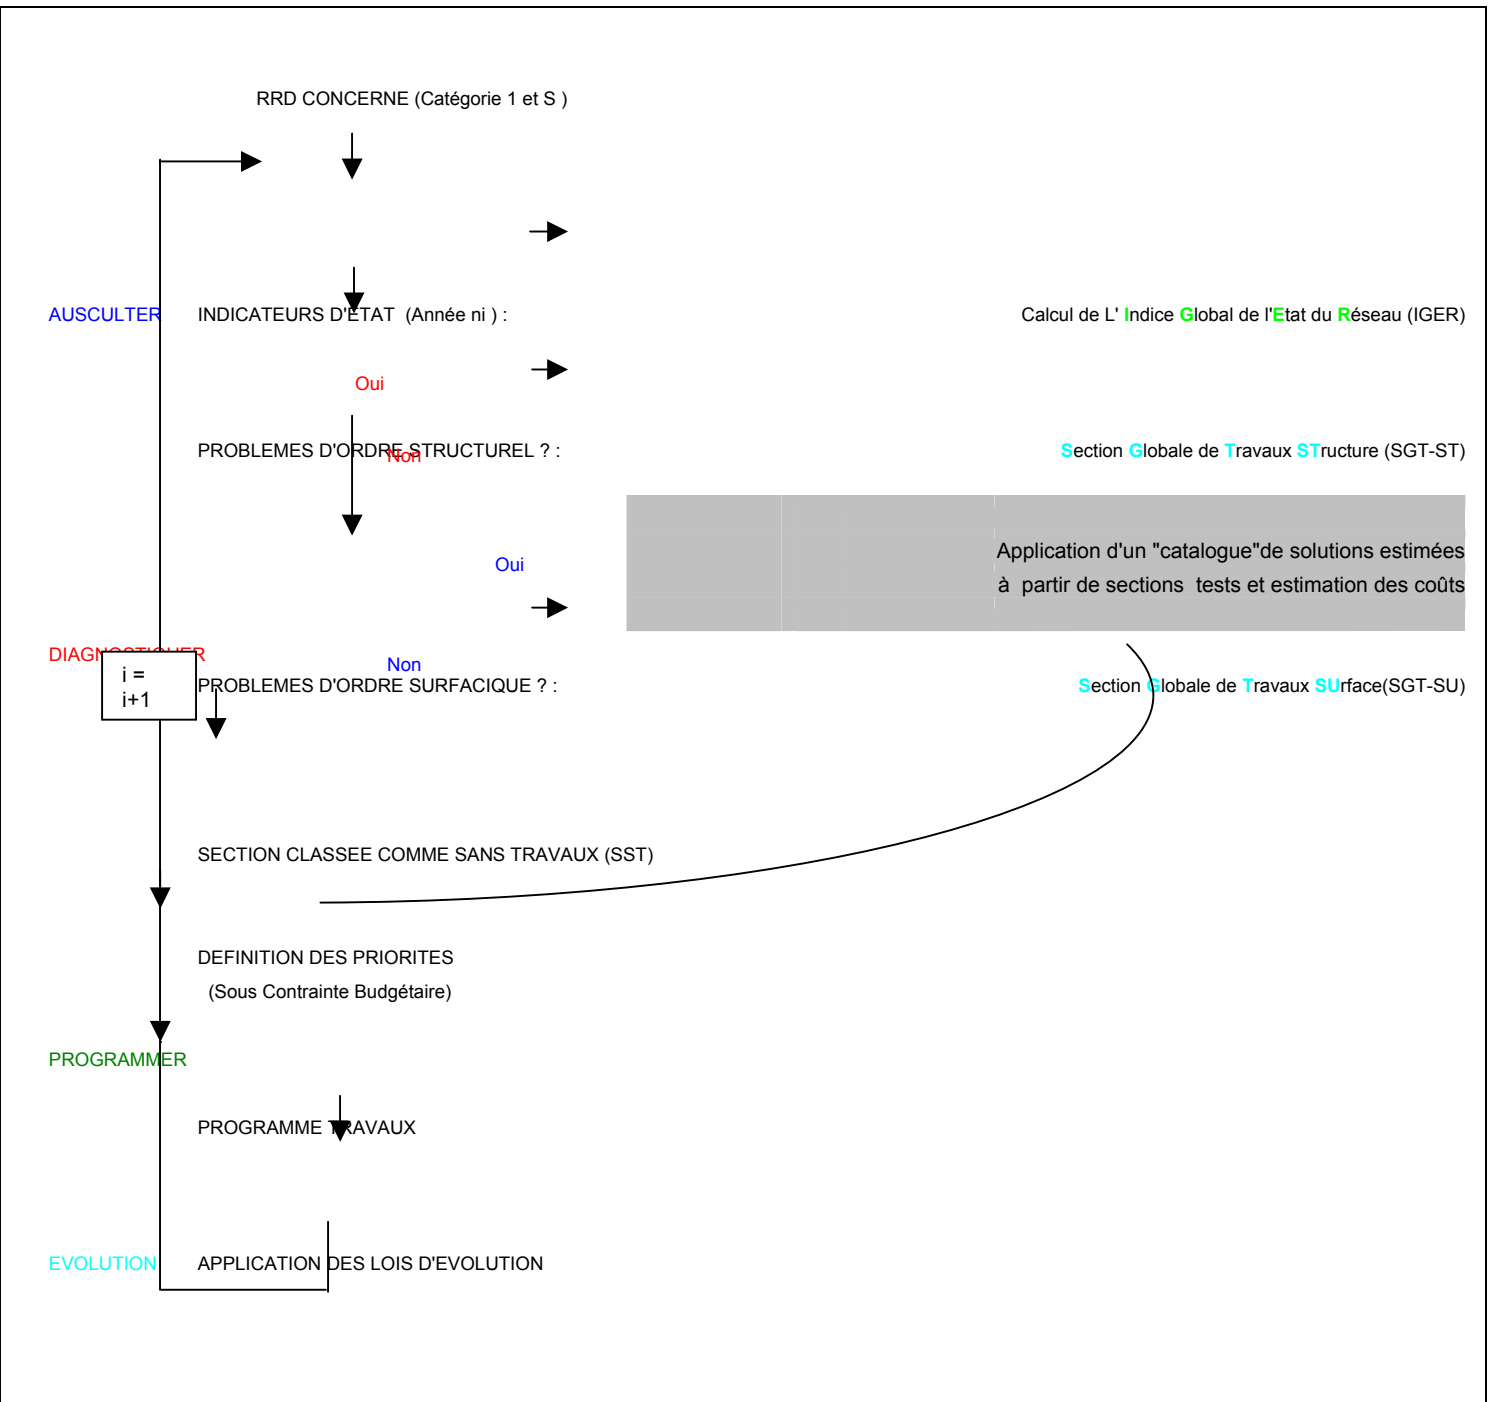 RRD CONCERNE (Catégorie 1 et S )
AUSCULTER INDICATEURS D'ETAT (Année ni ) : Calcul de L' Indice Global de l'Etat du Réseau (IGER)
Oui
PROBLEMES D'ORDRE STRUCTUREL ? : Section Globale de Travaux STructure (SGT-ST)
Non
Application d'un "catalogue"de solutions estimées
à partir de sections tests et estimation des coûts
Oui
DIAGNOSTIQUER
Non
i =
i+1
PROBLEMES D'ORDRE SURFACIQUE ? : Section Globale de Travaux SUrface(SGT-SU)
SECTION CLASSEE COMME SANS TRAVAUX (SST)
DEFINITION DES PRIORITES
(Sous Contrainte Budgétaire)
PROGRAMMER
PROGRAMME TRAVAUX
EVOLUTION APPLICATION DES LOIS D'EVOLUTION